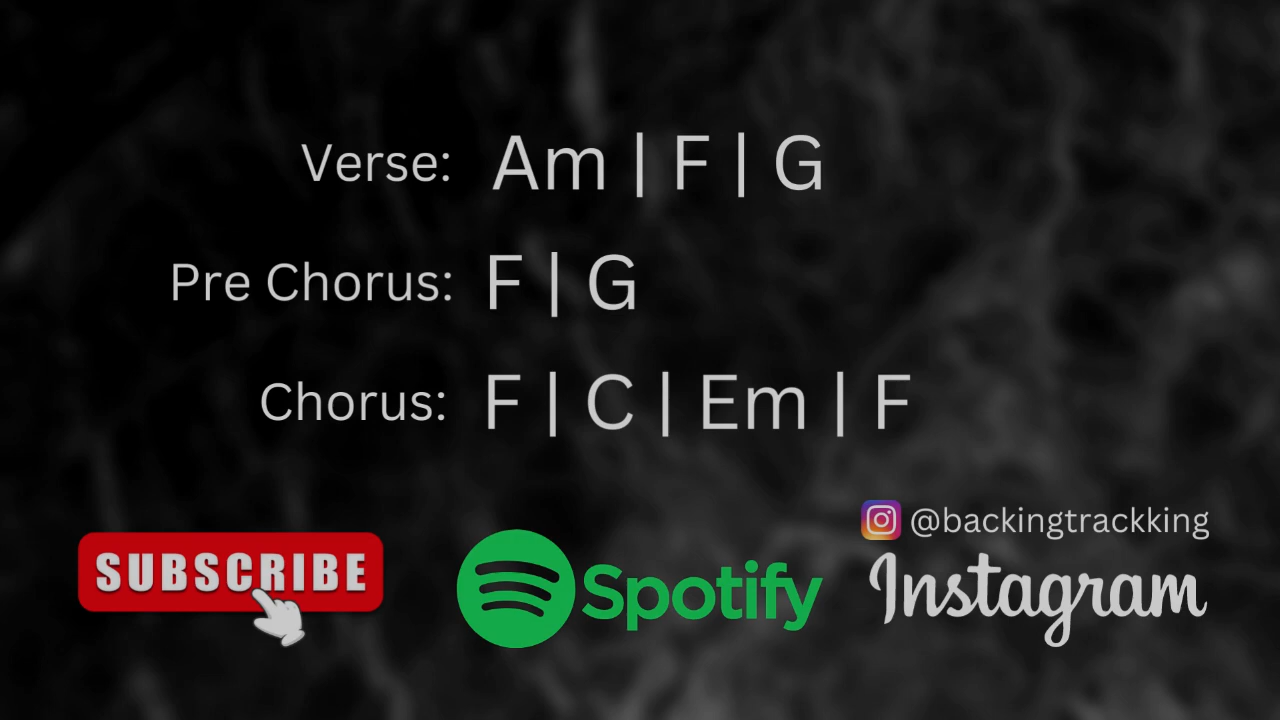 Verse: Am | F | G
Pre Chorus: F | G
Chorus: F | C | Em | F
@backingtrackking
SUBSCRIBE
Spotify
Instagram